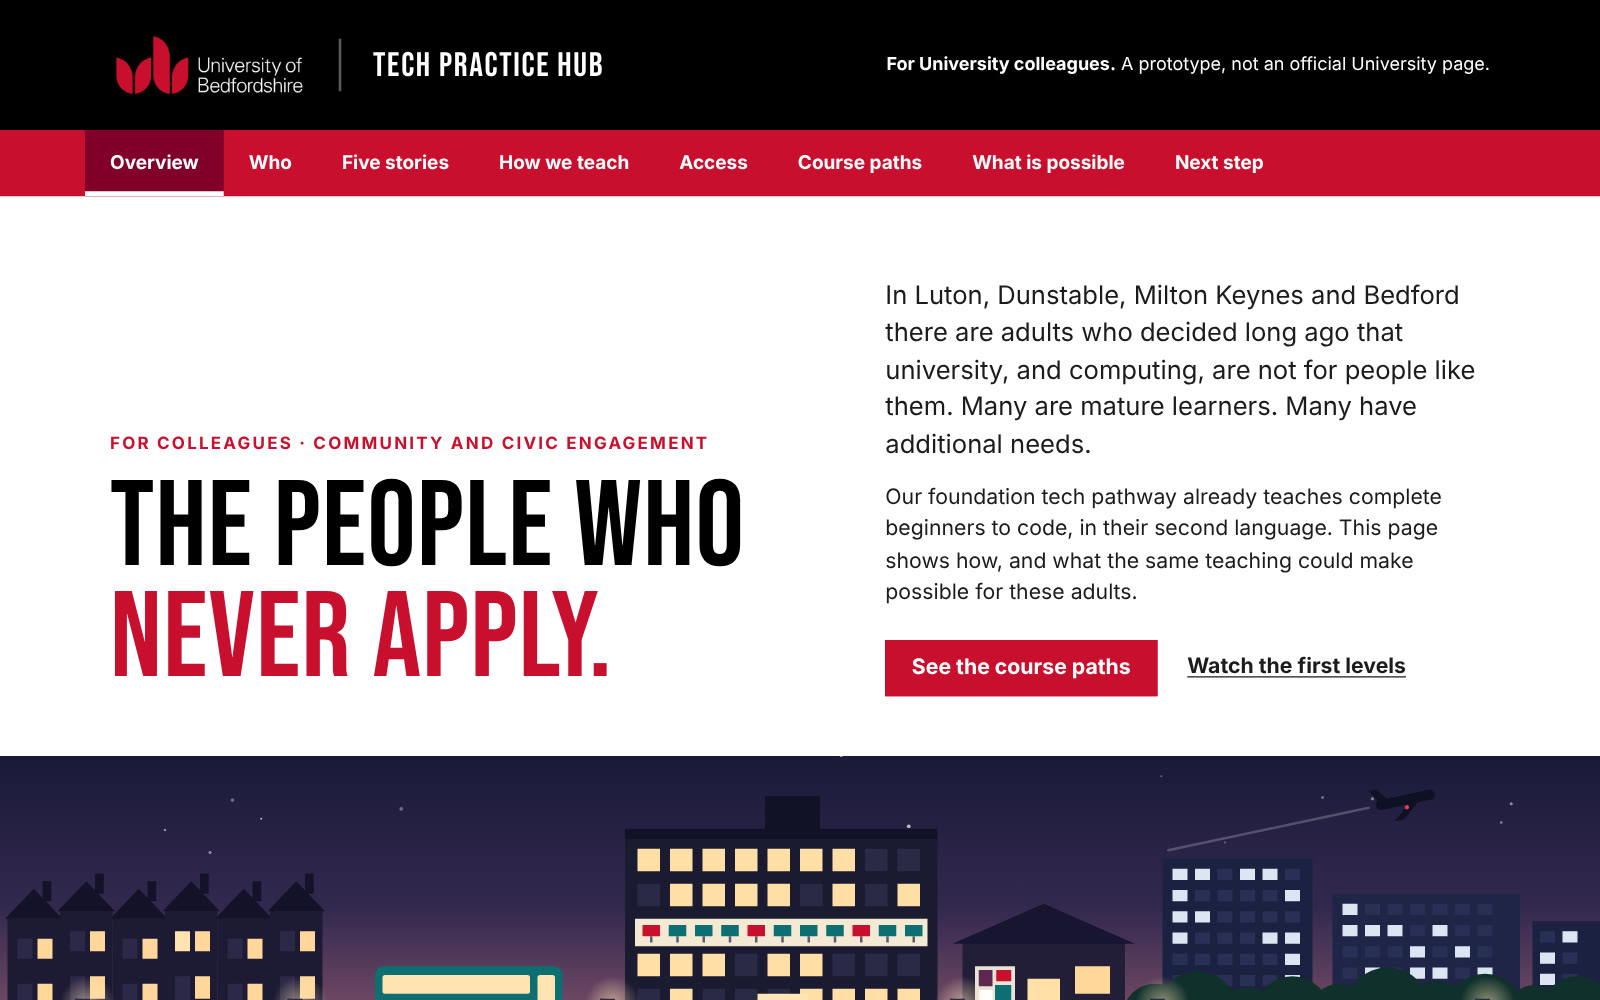 University of
Bedfordshire
TECH PRACTICE HUB
For University colleagues. A prototype, not an official University page.
Overview
Who
Five stories
How we teach
Access
Course paths
What is possible
Next step
FOR COLLEAGUES · COMMUNITY AND CIVIC ENGAGEMENT
THE PEOPLE WHO
NEVER APPLY.
In Luton, Dunstable, Milton Keynes and Bedford
there are adults who decided long ago that
university, and computing, are not for people like
them. Many are mature learners. Many have
additional needs.
Our foundation tech pathway already teaches complete
beginners to code, in their second language. This page
shows how, and what the same teaching could make
possible for these adults.
See the course paths
Watch the first levels